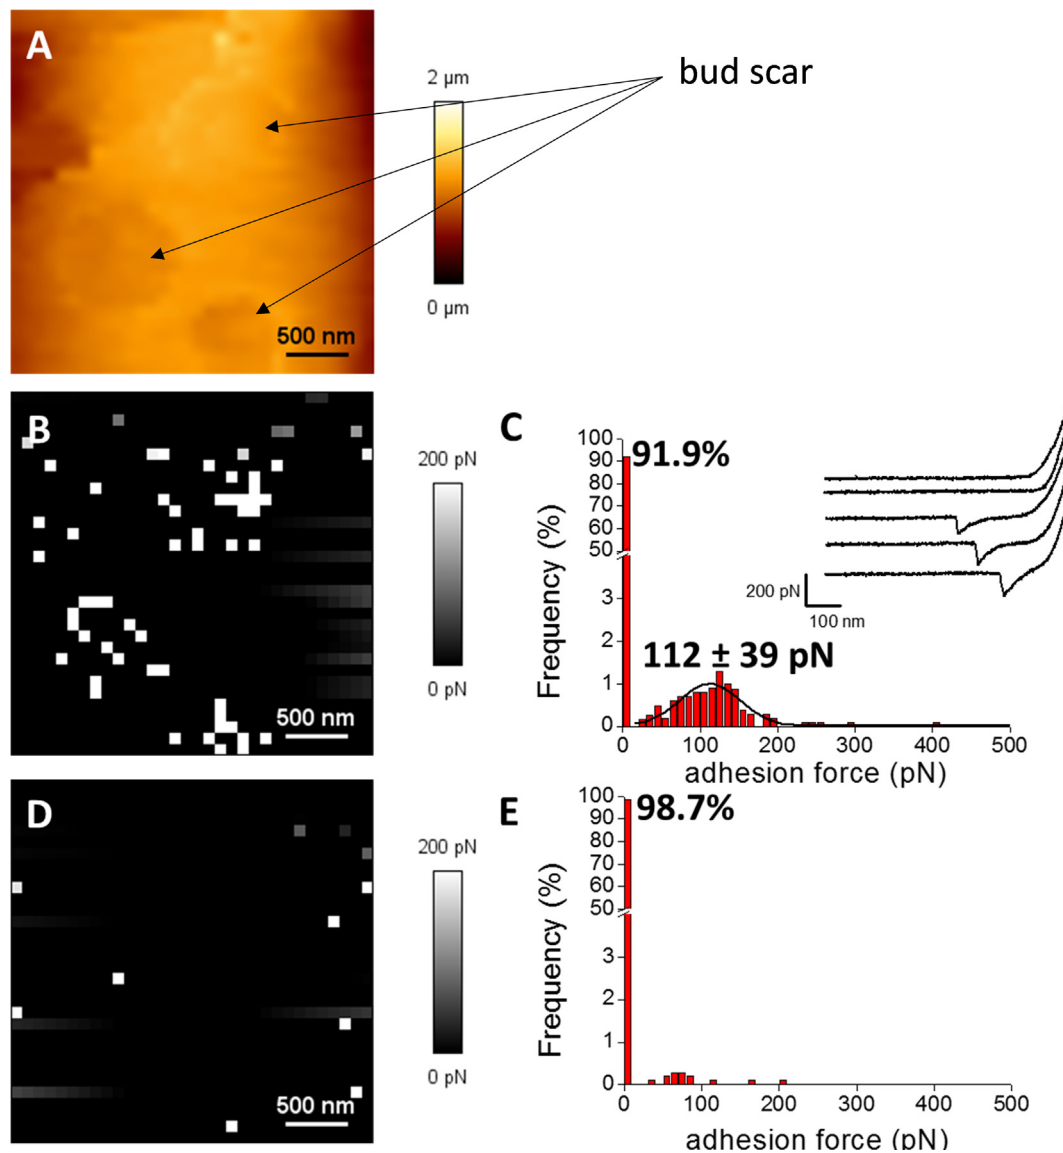 A
bud scar
2 µm
0 µm
500 nm
B
200 pN
0 pN
500 nm
C
Frequency (%)
100
90
80
70
60
50
3
2
1
0
91.9%
112 ± 39 pN
200 pN
100 nm
0 100 200 300 400 500
adhesion force (pN)
D
200 pN
0 pN
500 nm
E
Frequency (%)
100
90
80
70
60
50
3
2
1
0
98.7%
0 100 200 300 400 500
adhesion force (pN)